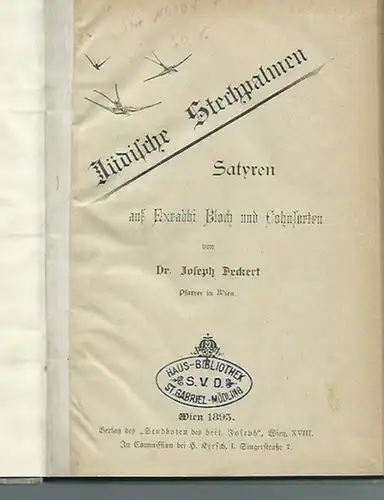 Jüdische Stechpalmen
Satyren
auf Exrabbi Bloch und Cohnsorten
von
Dr. Joseph Deckert
Pfarrer in Wien.
HAUS-BIBLIOTHEK
S.V.D.
ST. GABRIEL-MÖDLING
Wien 1895.
Verlag des „Sendboten des heil. Joseph", Wien, XVIII.
In Commission bei H. Kirsch, I. Singerstraße 7.